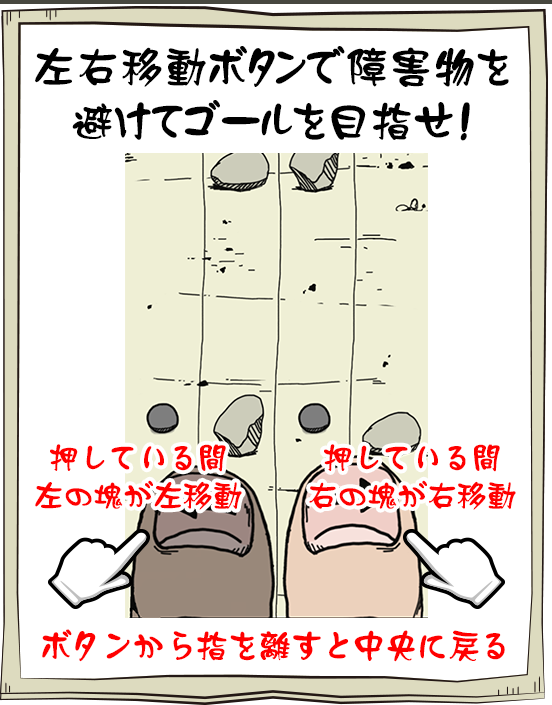 左右移動ボタンで障害物を
避けてゴールを目指せ!
押している間
左の塊が左移動
押している間
右の塊が右移動
ボタンから指を離すと中央に戻る